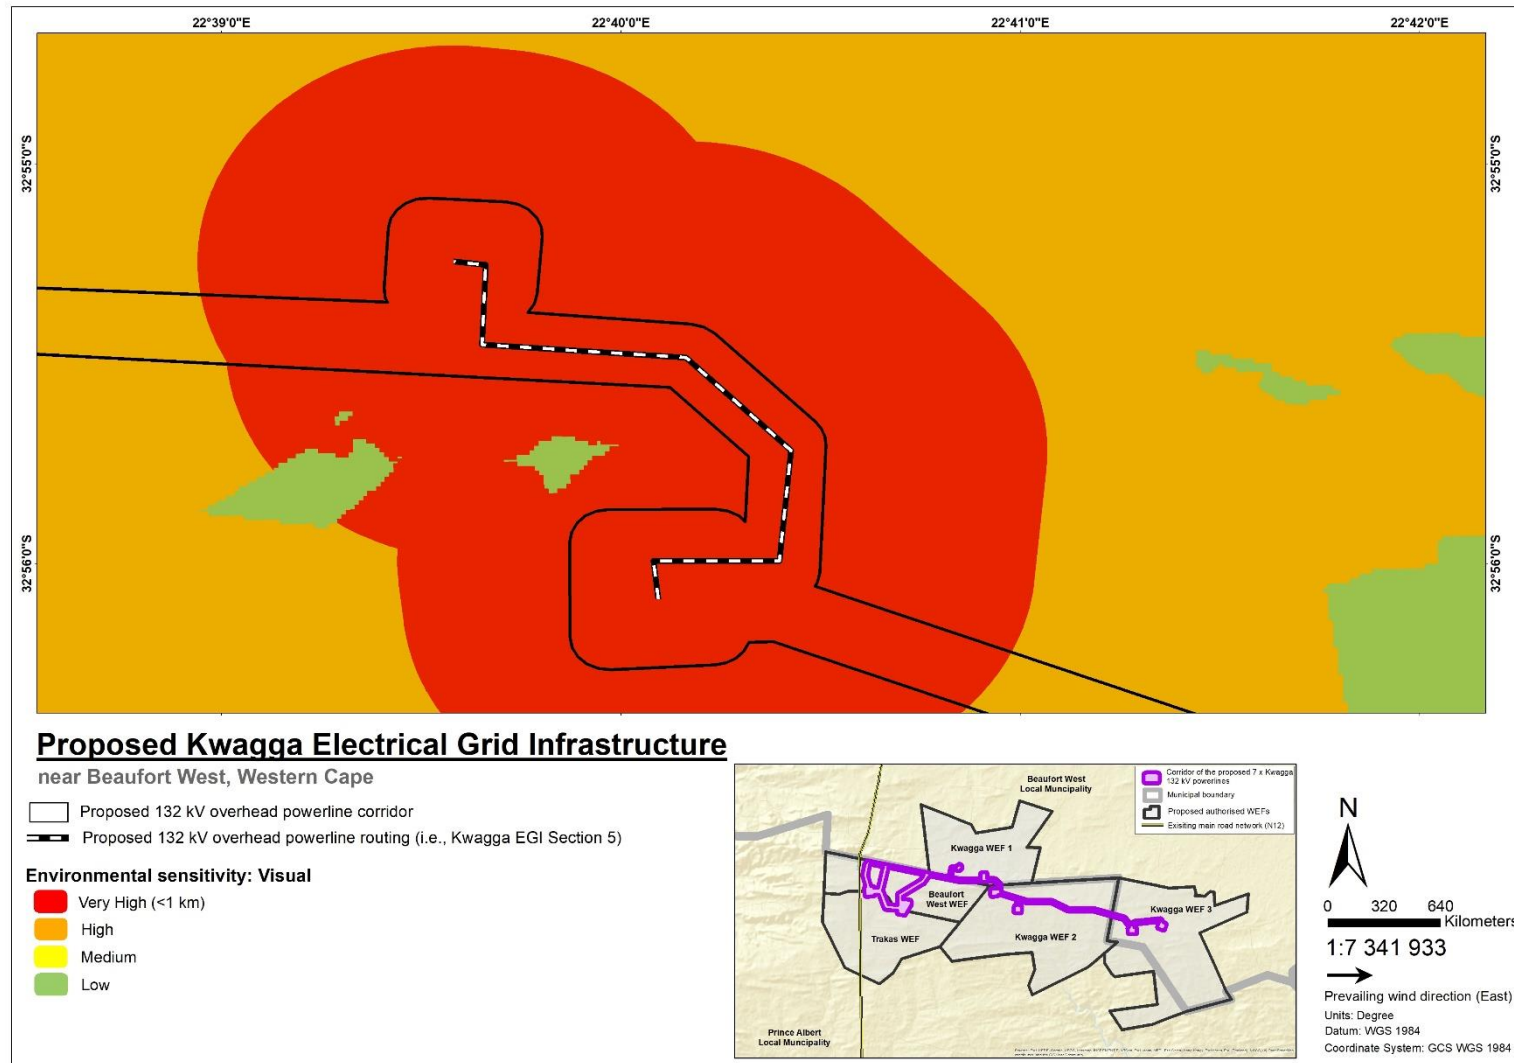 22°39'0"E 22°40'0"E 22°41'0"E 22°42'0"E
32°55'0"S 32°55'0"S
32°56'0"S 32°56'0"S
Proposed Kwagga Electrical Grid Infrastructure
near Beaufort West, Western Cape
Proposed 132 kV overhead powerline corridor
Proposed 132 kV overhead powerline routing (i.e., Kwagga EGI Section 5)
Environmental sensitivity: Visual
Very High (<1 km)
High
Medium
Low
Beaufort West
Local Muncipality
Corridor of the proposed 7 x Kwagga
132 kV powerlines
Municipal boundary
Proposed authorised WEFs
Exisiting main road network (N12)
Kwagga WEF 1
Beaufort
West WEF
Kwagga WEF 3
Trakas WEF
Kwagga WEF 2
Prince Albert
Local Municipality
N
0 320 640
Kilometers
1:7 341 933
Prevailing wind direction (East)
Units: Degree
Datum: WGS 1984
Coordinate System: GCS WGS 1984